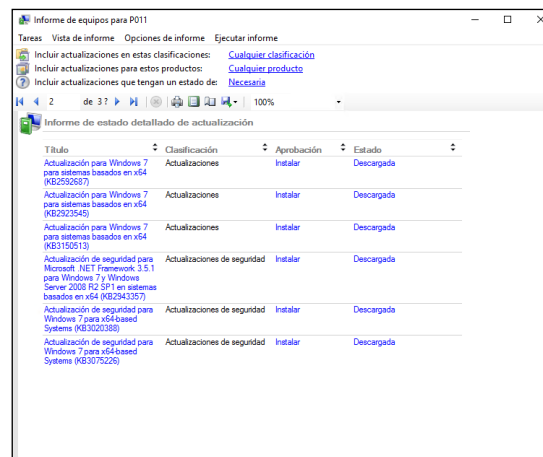 Informe de equipos para P011
Tareas Vista de informe Opciones de informe Ejecutar informe
Incluir actualizaciones en estas clasificaciones: Cualquier clasificación
Incluir actualizaciones para estos productos: Cualquier producto
Incluir actualizaciones que tengan un estado de: Necesaria
2 de 3 ? 100%
Informe de estado detallado de actualización
Título Clasificación Aprobación Estado
Actualización para Windows 7 Actualizaciones Instalar Descargada
para sistemas basados en x64
(KB2592687)
Actualización para Windows 7 Actualizaciones Instalar Descargada
para sistemas basados en x64
(KB2923545)
Actualización para Windows 7 Actualizaciones Instalar Descargada
para sistemas basados en x64
(KB3150513)
Actualización de seguridad para Actualizaciones de seguridad Instalar Descargada
Microsoft .NET Framework 3.5.1
para Windows 7 y Windows
Server 2008 R2 SP1 en sistemas
basados en x64 (KB2943357)
Actualización de seguridad para Actualizaciones de seguridad Instalar Descargada
Windows 7 para x64-based
Systems (KB3020388)
Actualización de seguridad para Actualizaciones de seguridad Instalar Descargada
Windows 7 para x64-based
Systems (KB3075226)